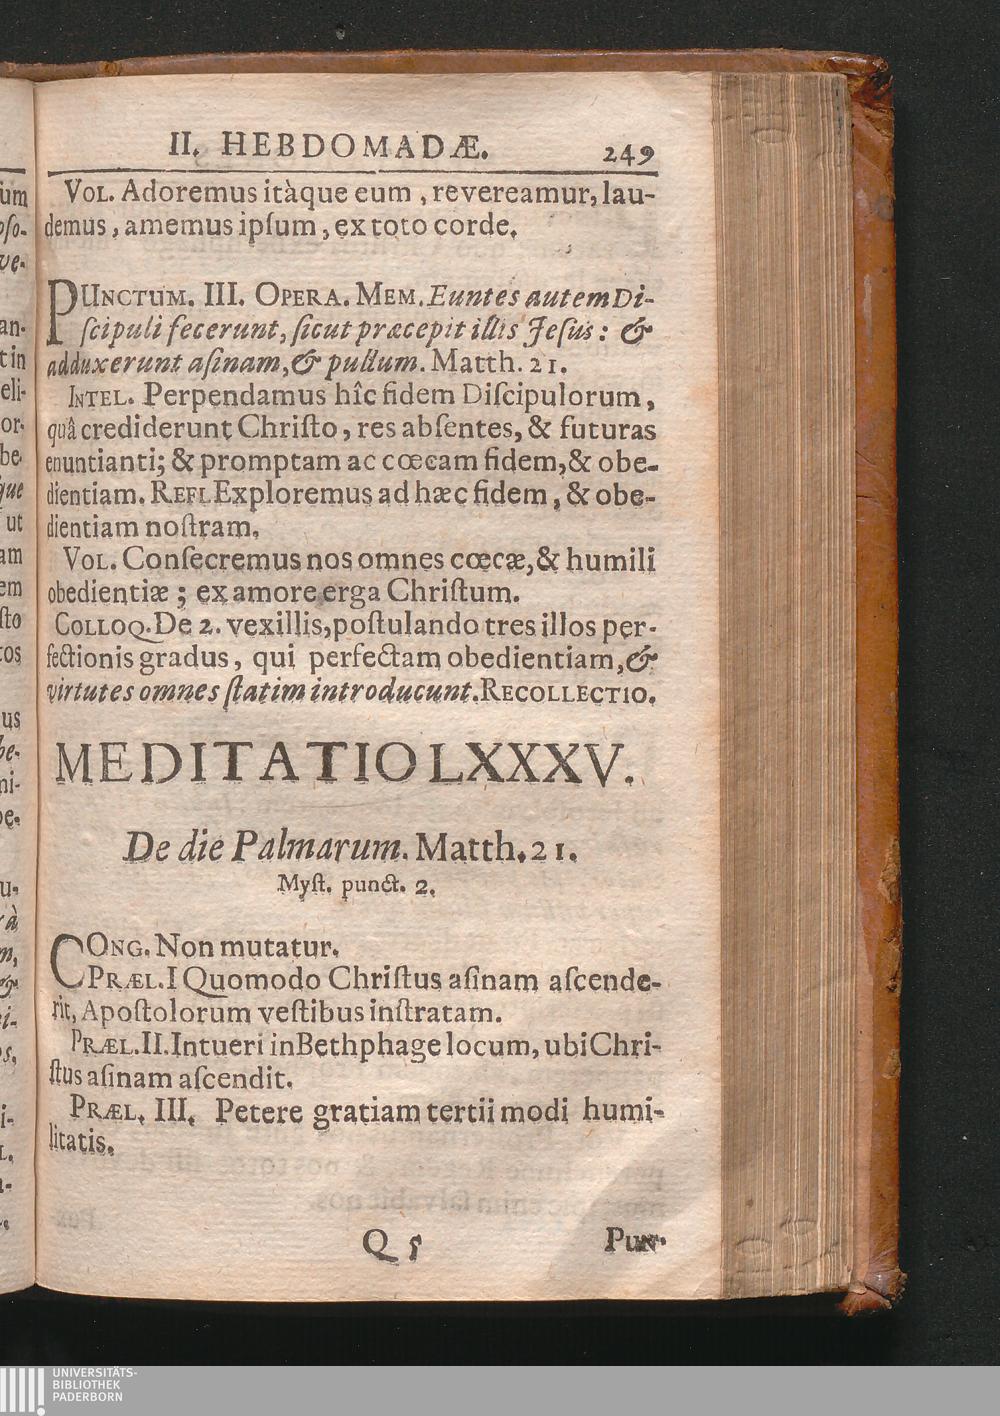 II. HEBDOMADÆ. 249
Vol. Adoremus itàque eum, revereamur, lau-
demus, amemus ipſum, ex toto corde.
PUNCTUM. III. OPERA. MEM. Euntes autem Di-
ſcipuli fecerunt, ſicut præcepit illis Jeſus: &
adduxerunt aſinam, & pullum. Matth. 21.
INTEL. Perpendamus hîc fidem Diſcipulorum,
quâ crediderunt Chriſto, res abſentes, & futuras
enuntianti; & promptam ac cœcam fidem, & obe-
dientiam. REFL Exploremus ad hæc fidem, & obe-
dientiam noſtram.
VOL. Conſecremus nos omnes cœcæ, & humili
obedientiæ; ex amore erga Chriſtum.
COLLOQ. De 2. vexillis, poſtulando tres illos per-
fectionis gradus, qui perfectam obedientiam, &
virtutes omnes ſtatim introducunt. RECOLLECTIO.
MEDITATIO LXXXV.
De die Palmarum. Matth. 21.
Myſt. punct. 2.
CONG. Non mutatur.
PRÆL. I Quomodo Chriſtus aſinam aſcende-
rit, Apoſtolorum veſtibus inſtratam.
PRÆL. II. Intueri in Bethphage locum, ubi Chri-
ſtus aſinam aſcendit.
PRÆL. III. Petere gratiam tertii modi humi-
litatis.
Q 5 Pun-
UNIVERSITÄTS-
BIBLIOTHEK
PADERBORN